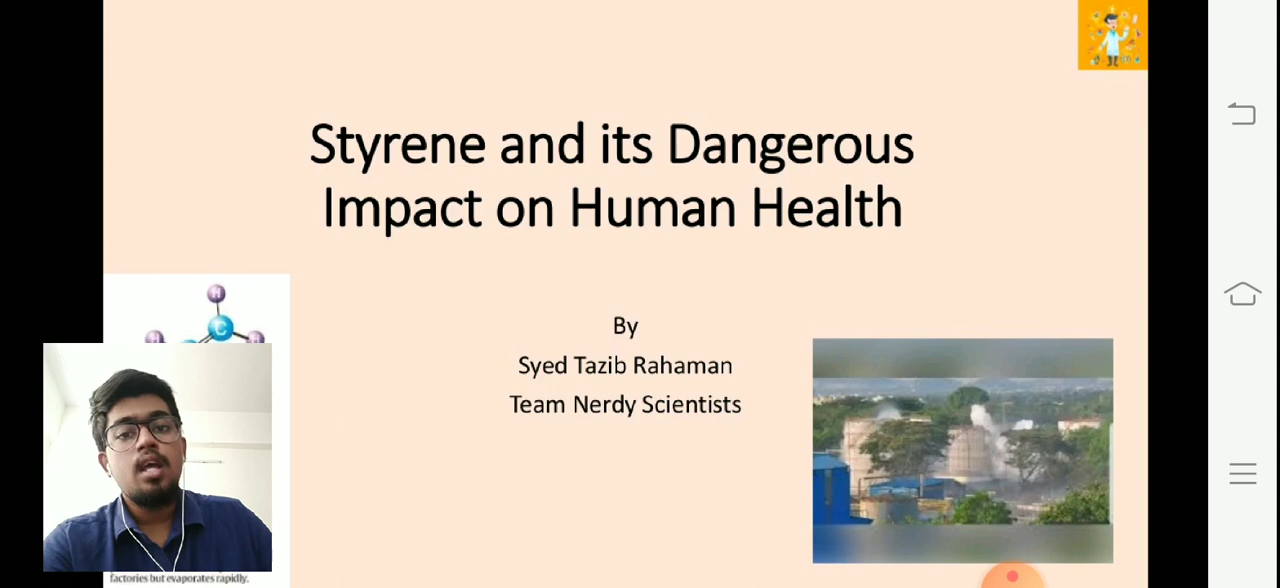 Styrene and its Dangerous
Impact on Human Health
By
Syed Tazib Rahaman
Team Nerdy Scientists
H
C
factories but evaporates rapidly.